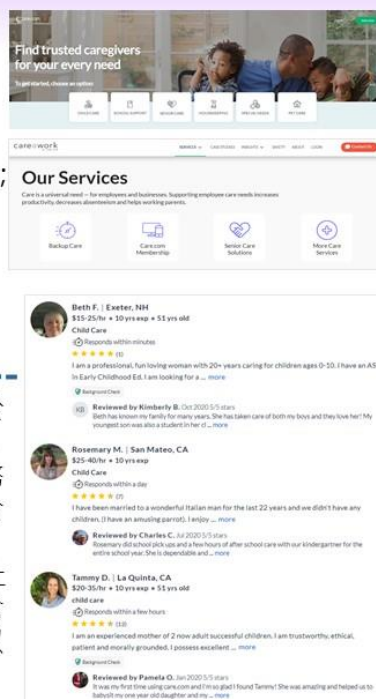 Find trusted caregivers
for your every need
To get started, choose an option:
CHILD CARE
SCHOOL SUPPORT
SENIOR CARE
HOUSEKEEPING
SPECIAL NEEDS
PET CARE
care@work
SERVICES
CAREGIVERS
INSIGHTS
SAFETY
ABOUT
LOGIN
Contact Us
;
Our Services
Care is a universal need — for employees and businesses. Supporting employee care needs increases
productivity, decreases absenteeism and helps working parents.
Backup Care
Care.com
Membership
Senior Care
Solutions
More Care
Services
Beth F. | Exeter, NH
$15-25/hr • 10 yrs exp • 51 yrs old
Child Care
Responds within minutes
(1)
I am a professional, fun loving woman with 20+ years caring for children ages 0-10. I have an AS
in Early Childhood Ed. I am looking for a ... more
Background Check
KB
Reviewed by Kimberly B. Oct 2020 5/5 stars
Beth has known my family for many years. She has taken care of both my boys and they love her! My
youngest son was also a student in her cl ... more
Rosemary M. | San Mateo, CA
$25-40/hr • 10 yrs exp
Child Care
Responds within a day
(7)
I have been married to a wonderful Italian man for the last 22 years and we didn't have any
children, (I have an amusing parrot). I enjoy ... more
Reviewed by Charles C. Jul 2020 5/5 stars
Rosemary did school pick ups and a few hours of after school care with our kindergartner for the
entire school year. She is dependable and ... more
Tammy D. | La Quinta, CA
$20-35/hr • 10 yrs exp • 51 yrs old
child care
Responds within a few hours
I am an experienced mother of 2 now adult successful children. I am trustworthy, ethical,
patient and morally grounded. I possess excellent ... more
Background Check
Reviewed by Pamela O. Jan 2020 5/5 stars
It was my first time using care.com and I'm so glad I found Tammy! She was amazing and helped us to
babysit my one year old daughter and my ... more